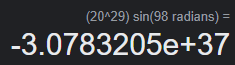 (20^29) sin(98 radians) =
-3.0783205e+37